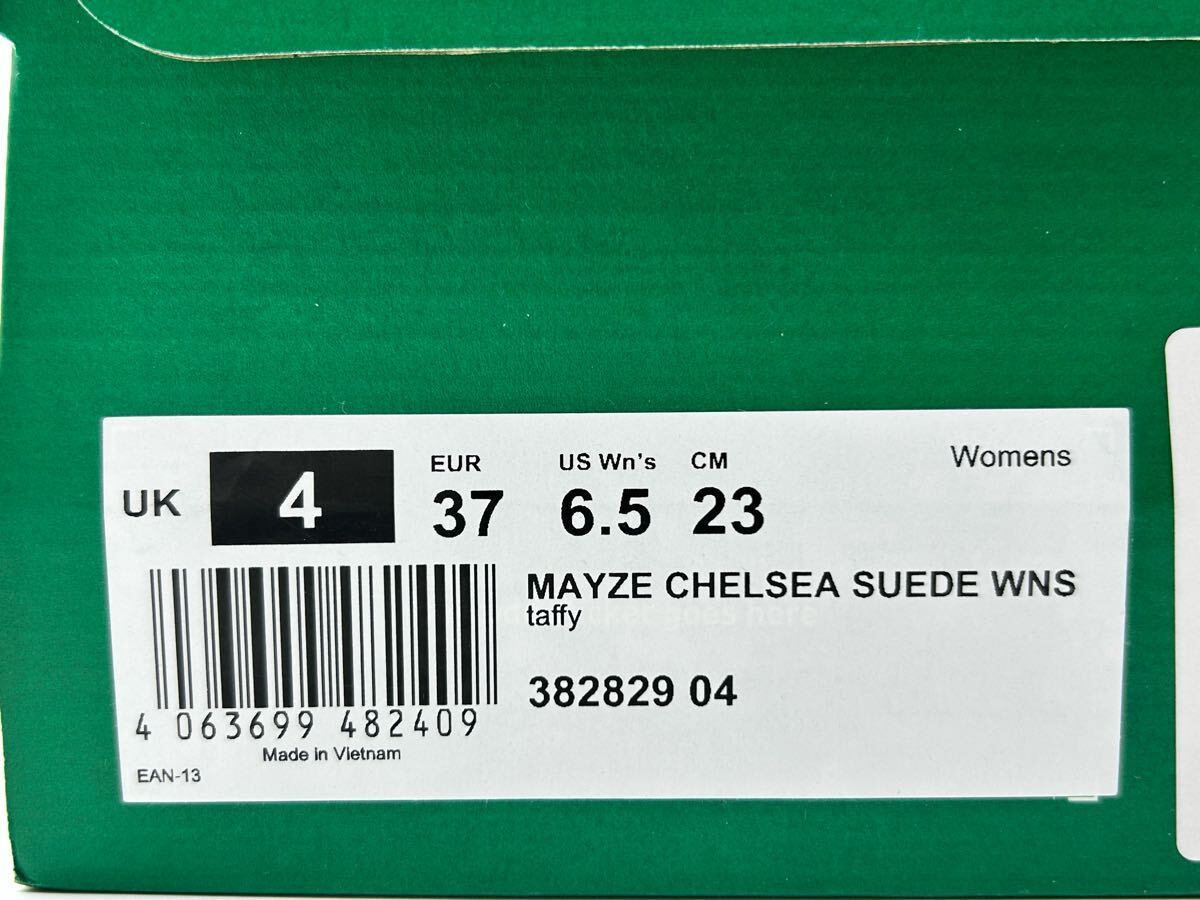 UK 4 EUR 37 US Wn's 6.5 CM 23 Womens
MAYZE CHELSEA SUEDE WNS
taffy
382829 04
4 063699 482409
Made in Vietnam
EAN-13